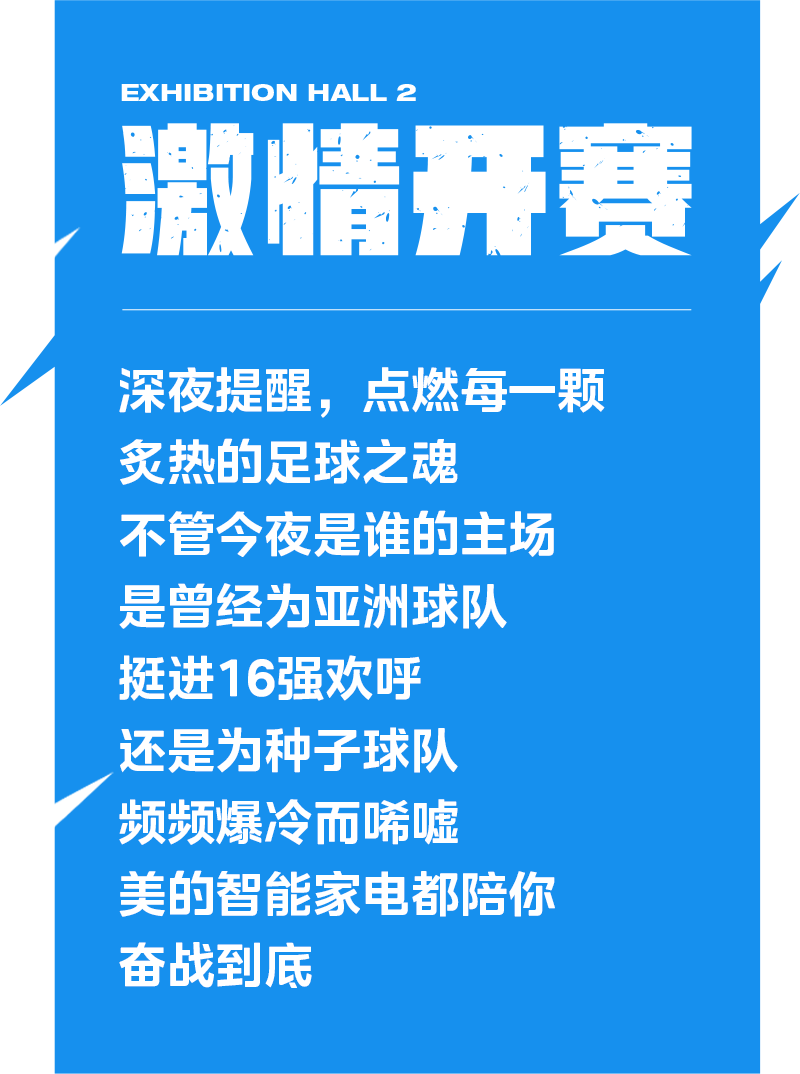 EXHIBITION HALL 2
激情开赛
深夜提醒，点燃每一颗
炙热的足球之魂
不管今夜是谁的主场
是曾经为亚洲球队
挺进16强欢呼
还是为种子球队
频频爆冷而唏嘘
美的智能家电都陪你
奋战到底